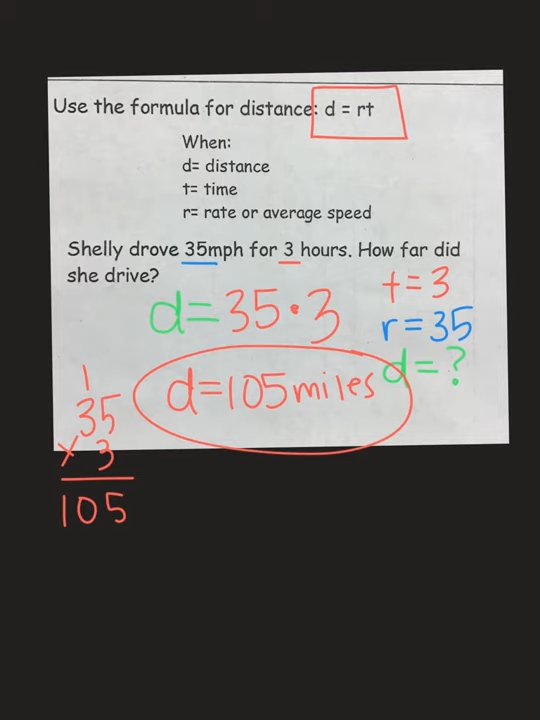 Use the formula for distance: d = rt
When:
d= distance
t= time
r= rate or average speed
Shelly drove 35mph for 3 hours. How far did
she drive?
t=3
d=35·3
r=35
d=?
d=105miles
1
35
x 3
105